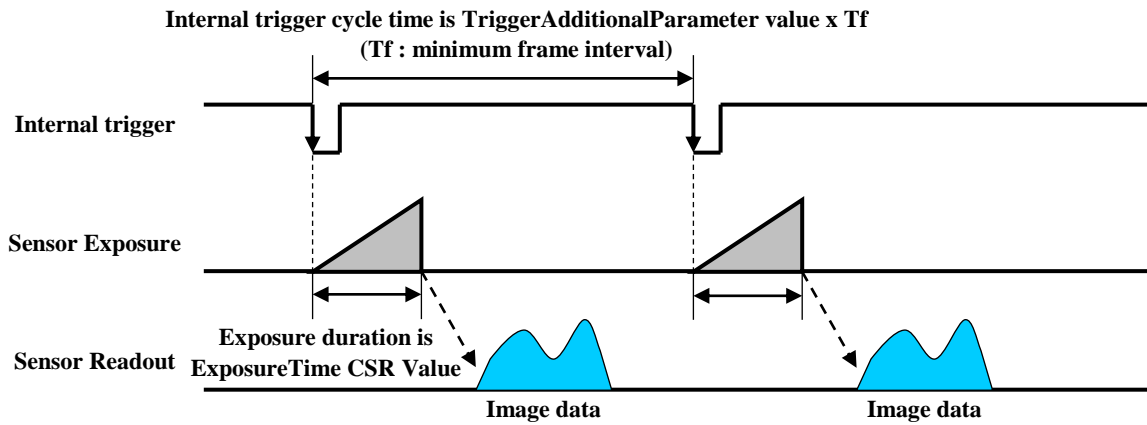 Internal trigger cycle time is TriggerAdditionalParameter value x Tf
(Tf : minimum frame interval)
Internal trigger
Sensor Exposure
Exposure duration is
ExposureTime CSR Value
Sensor Readout
Image data
Image data